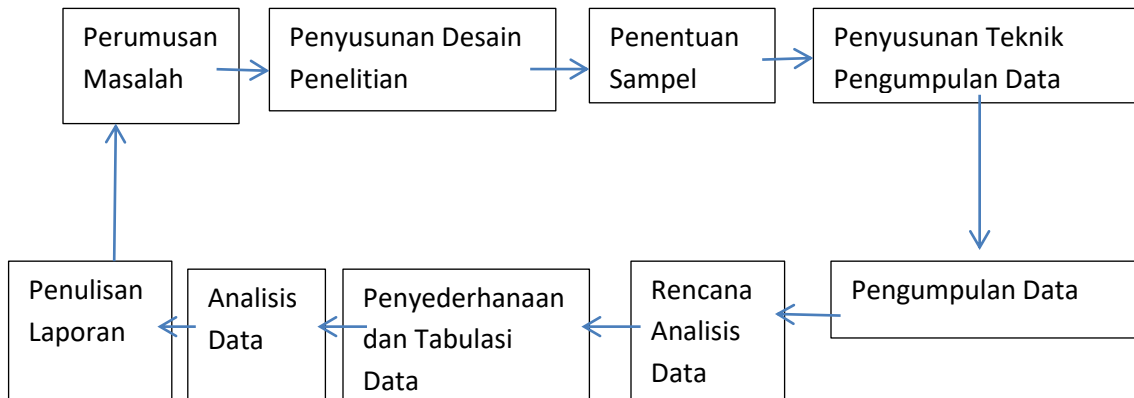 Perumusan
Masalah
Penyusunan Desain
Penelitian
Penentuan
Sampel
Penyusunan Teknik
Pengumpulan Data
Pengumpulan Data
Rencana
Analisis
Data
Penyederhanaan
dan Tabulasi
Data
Analisis
Data
Penulisan
Laporan